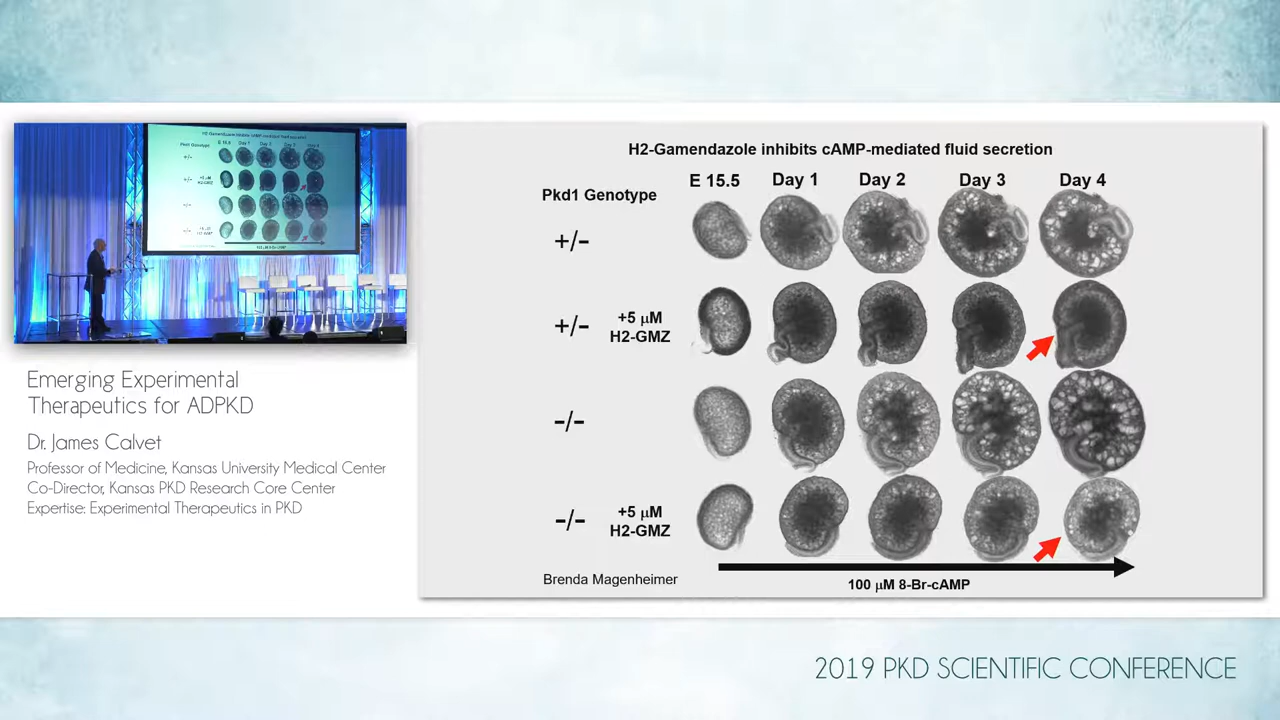 H2-Gamendazole inhibits cAMP-mediated fluid secretion
Pkd1 Genotype
E 15.5 Day 1 Day 2 Day 3 Day 4
+/-
+/- +5 μM H2-GMZ
-/-
-/- +5 μM H2-GMZ
Brenda Magenheimer
100 μM 8-Br-cAMP
Emerging Experimental
Therapeutics for ADPKD
Dr. James Calvet
Professor of Medicine, Kansas University Medical Center
Co-Director, Kansas PKD Research Core Center
Expertise: Experimental Therapeutics in PKD
2019 PKD SCIENTIFIC CONFERENCE